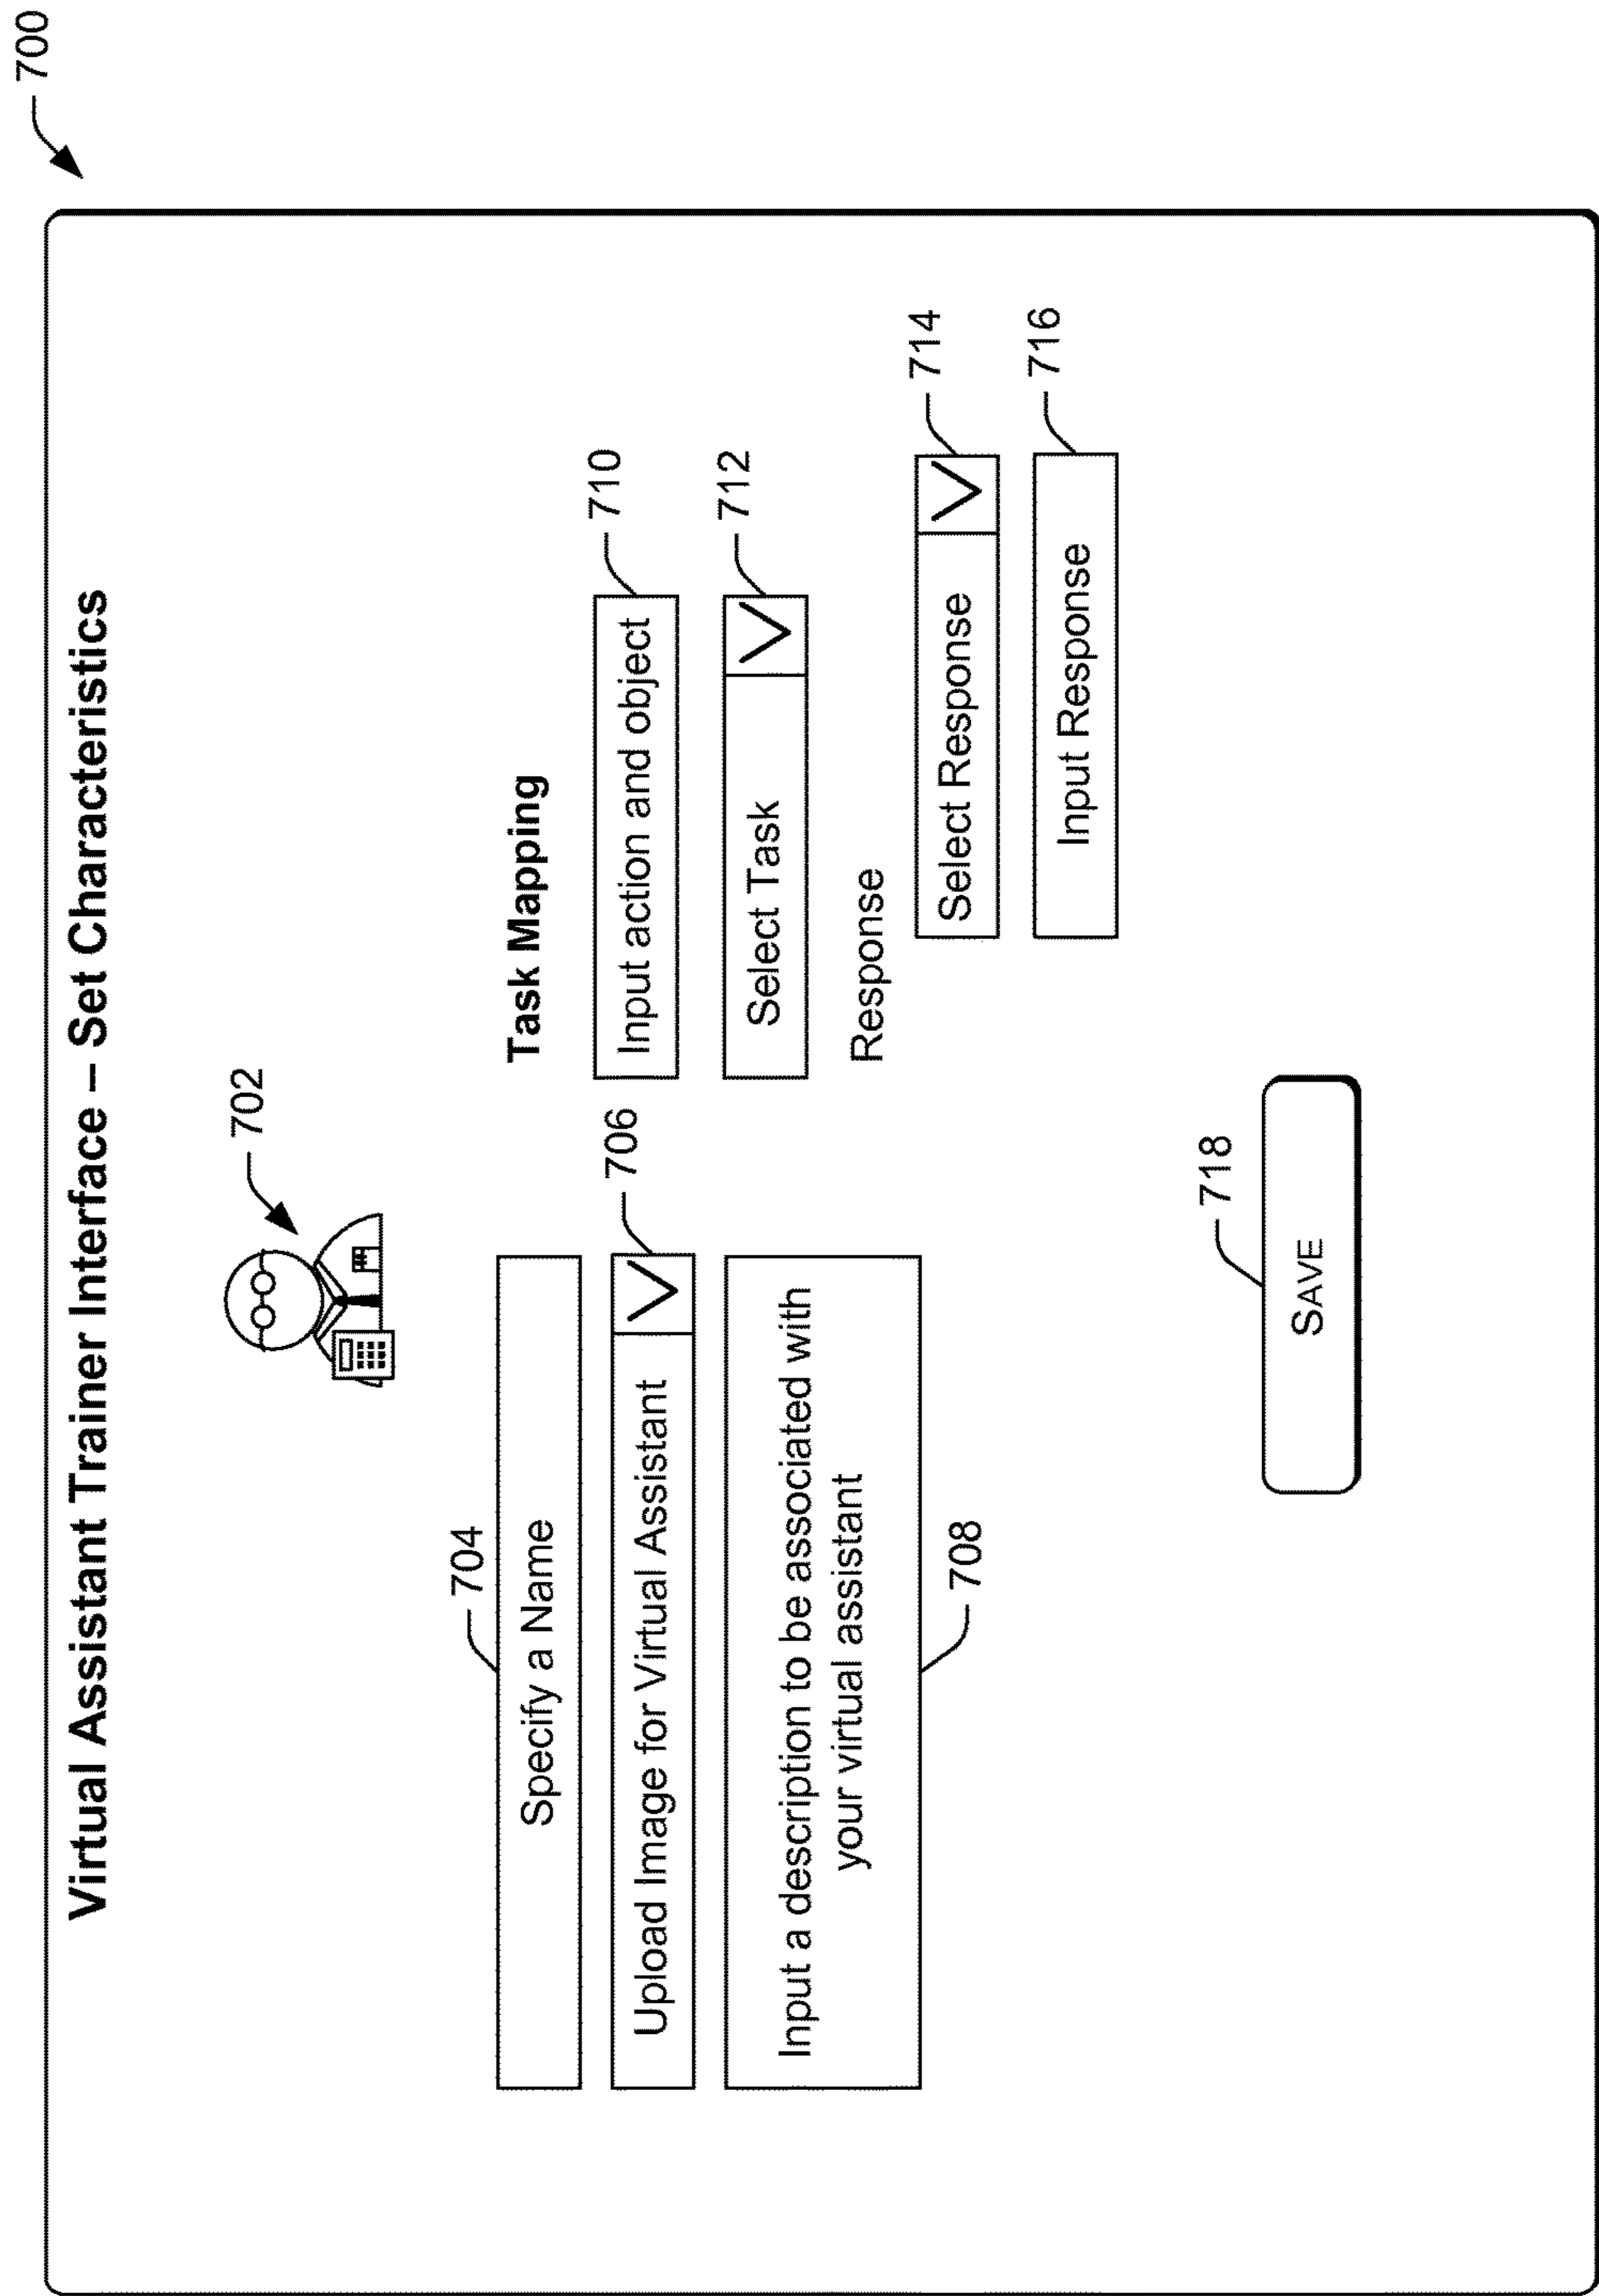 700
Virtual Assistant Trainer Interface – Set Characteristics
702
704
Specify a Name
706
Upload Image for Virtual Assistant
Input a description to be associated with
your virtual assistant
708
Task Mapping
710
Input action and object
712
Select Task
Response
714
Select Response
716
Input Response
718
SAVE